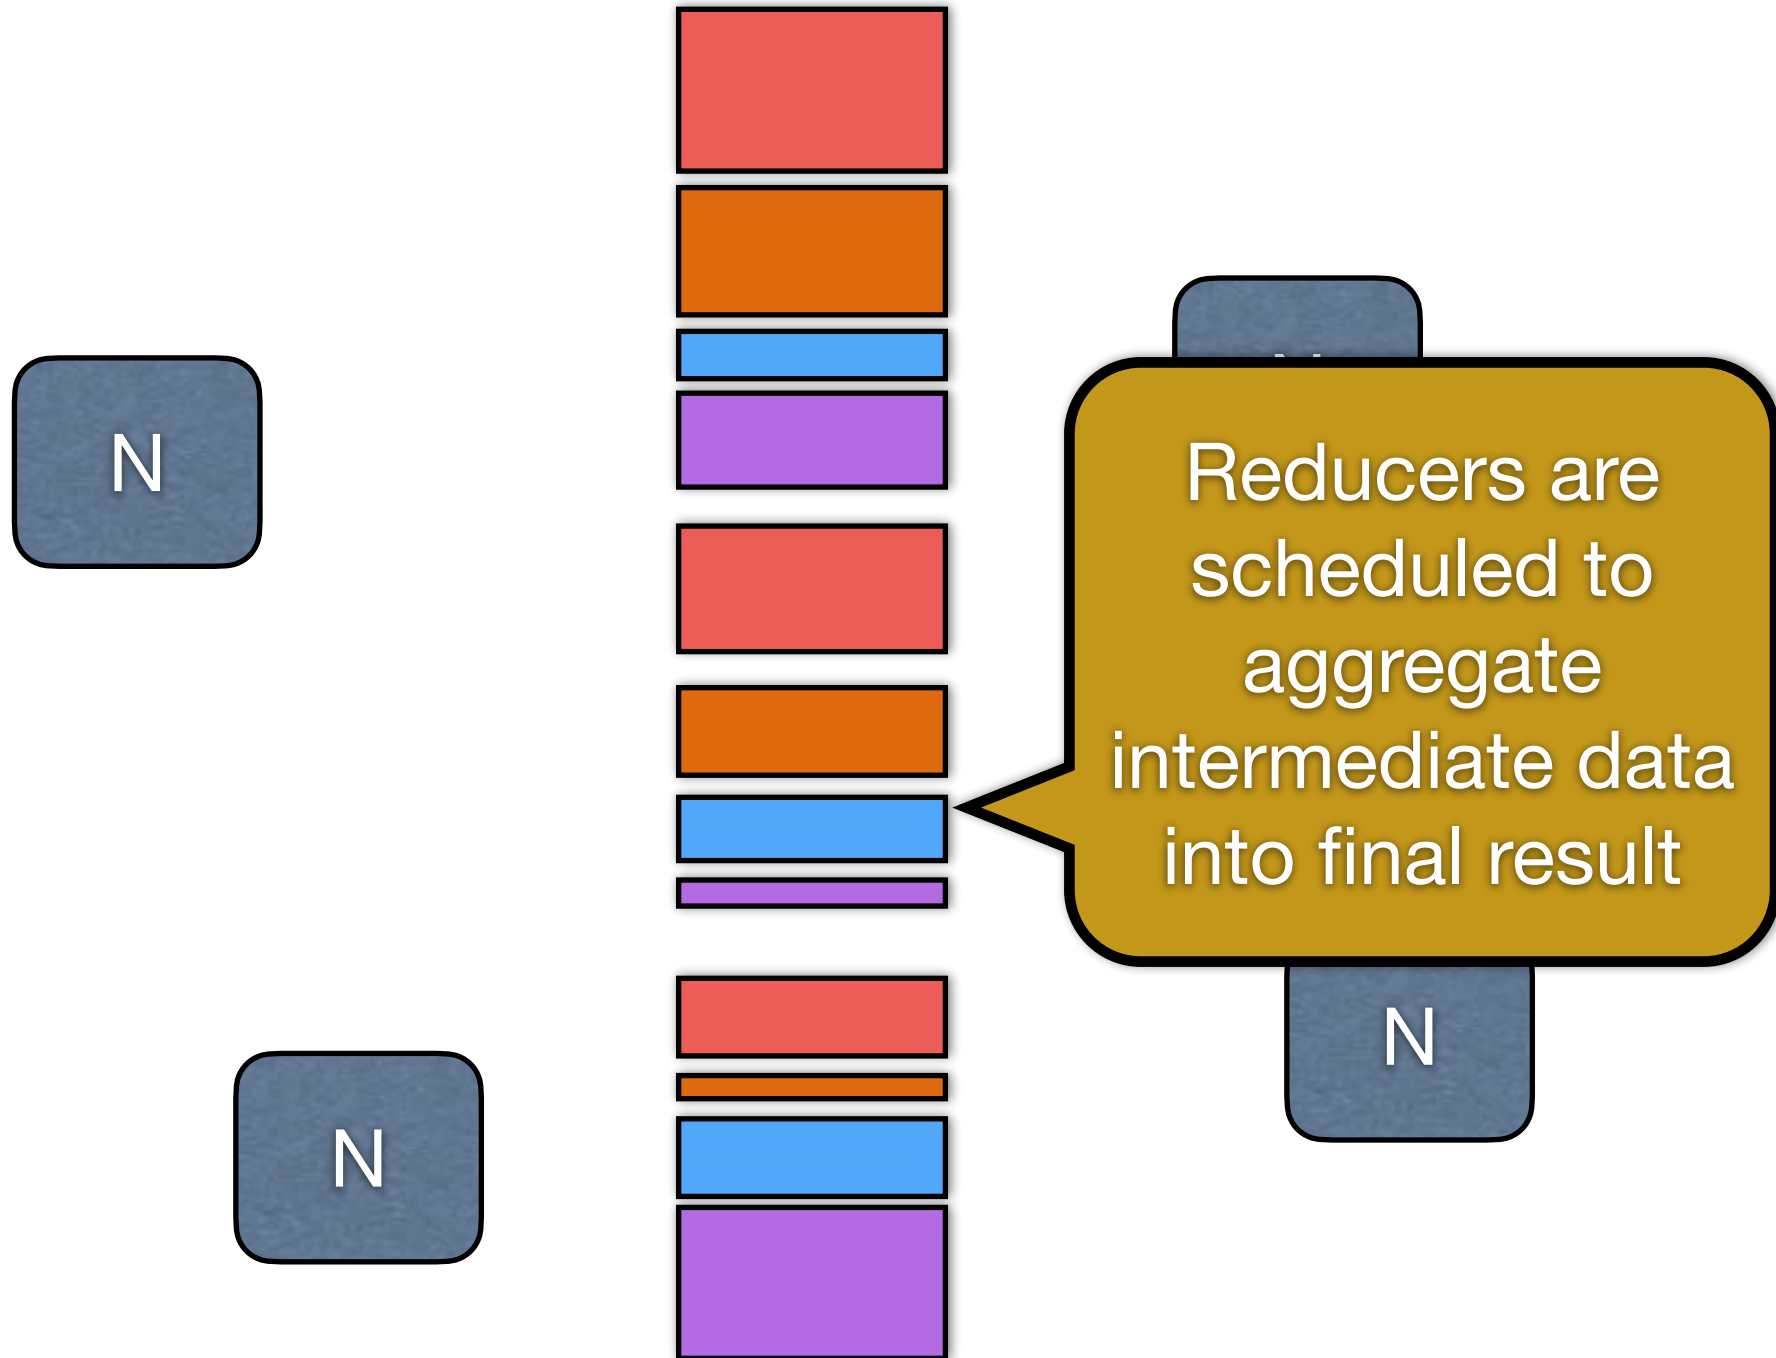 N
Reducers are
scheduled to
aggregate
intermediate data
into final result
N
N